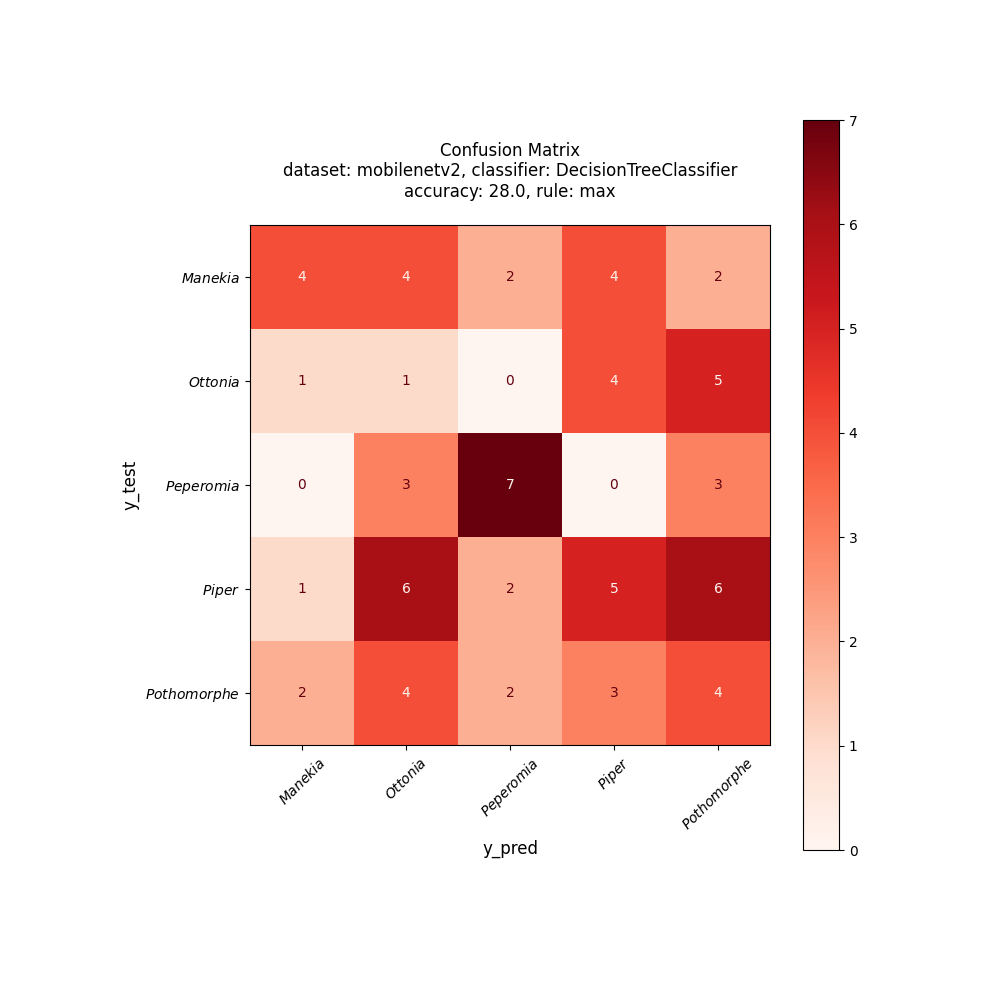 Confusion Matrix
dataset: mobilenetv2, classifier: DecisionTreeClassifier
accuracy: 28.0, rule: max
Manekia 4 4 2 4 2
Ottonia 1 1 0 4 5
Peperomia 0 3 7 0 3
Piper 1 6 2 5 6
Pothomorphe 2 4 2 3 4
Manekia Ottonia Peperomia Piper Pothomorphe
y_pred
y_test
7
6
5
4
3
2
1
0